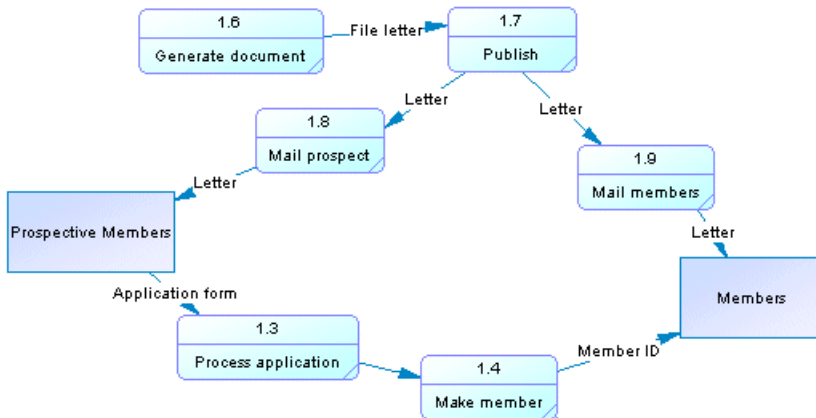 1.6
Generate document
File letter
1.7
Publish
Letter
Letter
1.8
Mail prospect
1.9
Mail members
Letter
Prospective Members
Letter
Members
Application form
1.3
Process application
Member ID
1.4
Make member